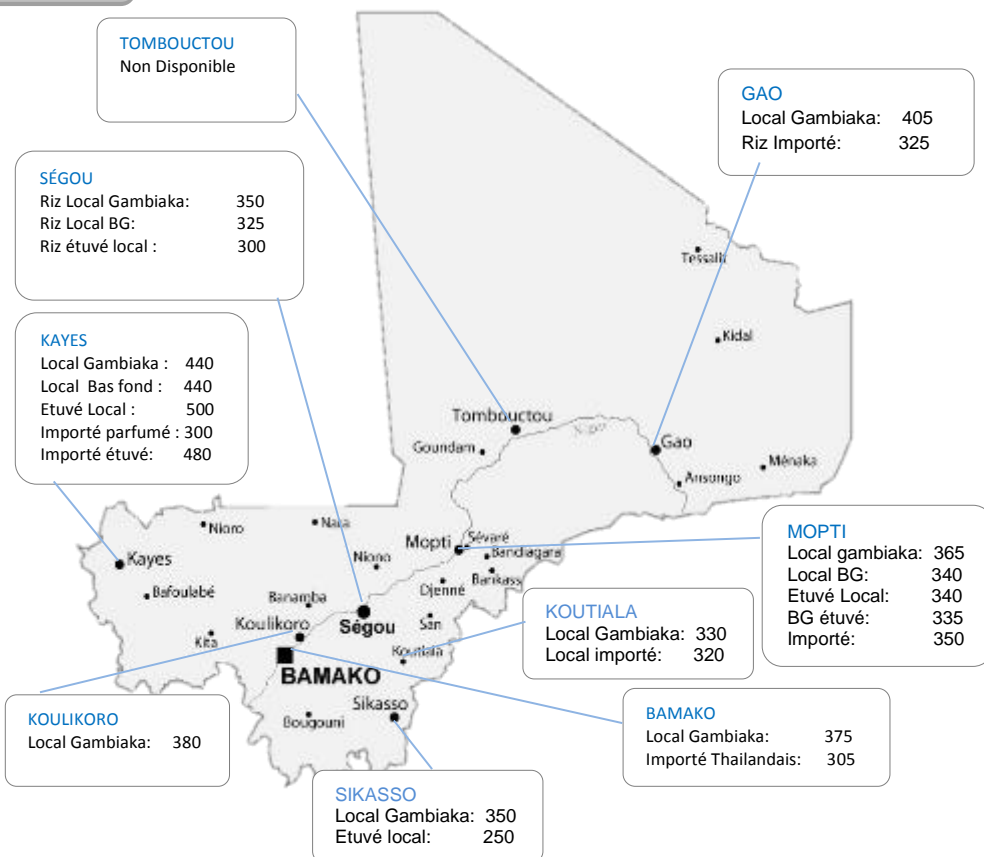 TOMBOUCTOU
Non Disponible
GAO
Local Gambiaka: 405
Riz Importé: 325
SÉGOU
Riz Local Gambiaka: 350
Riz Local BG: 325
Riz étuvé local : 300
KAYES
Local Gambiaka : 440
Local Bas fond : 440
Etuvé Local : 500
Importé parfumé : 300
Importé étuvé: 480
MOPTI
Local gambiaka: 365
Local BG: 340
Etuvé Local: 340
BG étuvé: 335
Importé: 350
KOUTIALA
Local Gambiaka: 330
Local importé: 320
KOULIKORO
Local Gambiaka: 380
BAMAKO
Local Gambiaka: 375
Importé Thailandais: 305
SIKASSO
Local Gambiaka: 350
Etuvé local: 250
Tessalit
Kidal
Tombouctou
Goundam
Niger
Gao
Ansongo
Ménaka
Nioro
Nara
Kayes
Bafoulabé
Niono
Mopti
Sévaré
Bandiagara
Bankass
Djenné
Banamba
Koulikoro
Ségou
San
Kita
Koutiala
BAMAKO
Bougouni
Sikasso